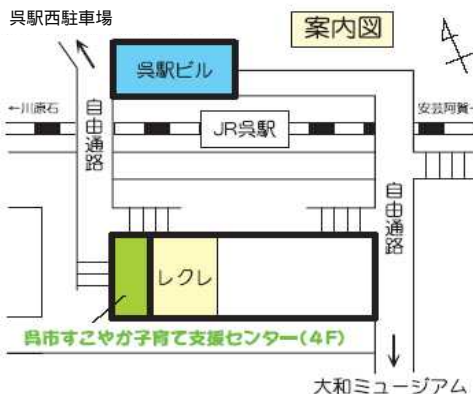 呉駅西駐車場
案内図
呉駅ビル
←川原石
自由通路
JR呉駅
安芸阿賀→
自由通路
レクレ
呉市すこやか子育て支援センター(4F)
大和ミュージアム